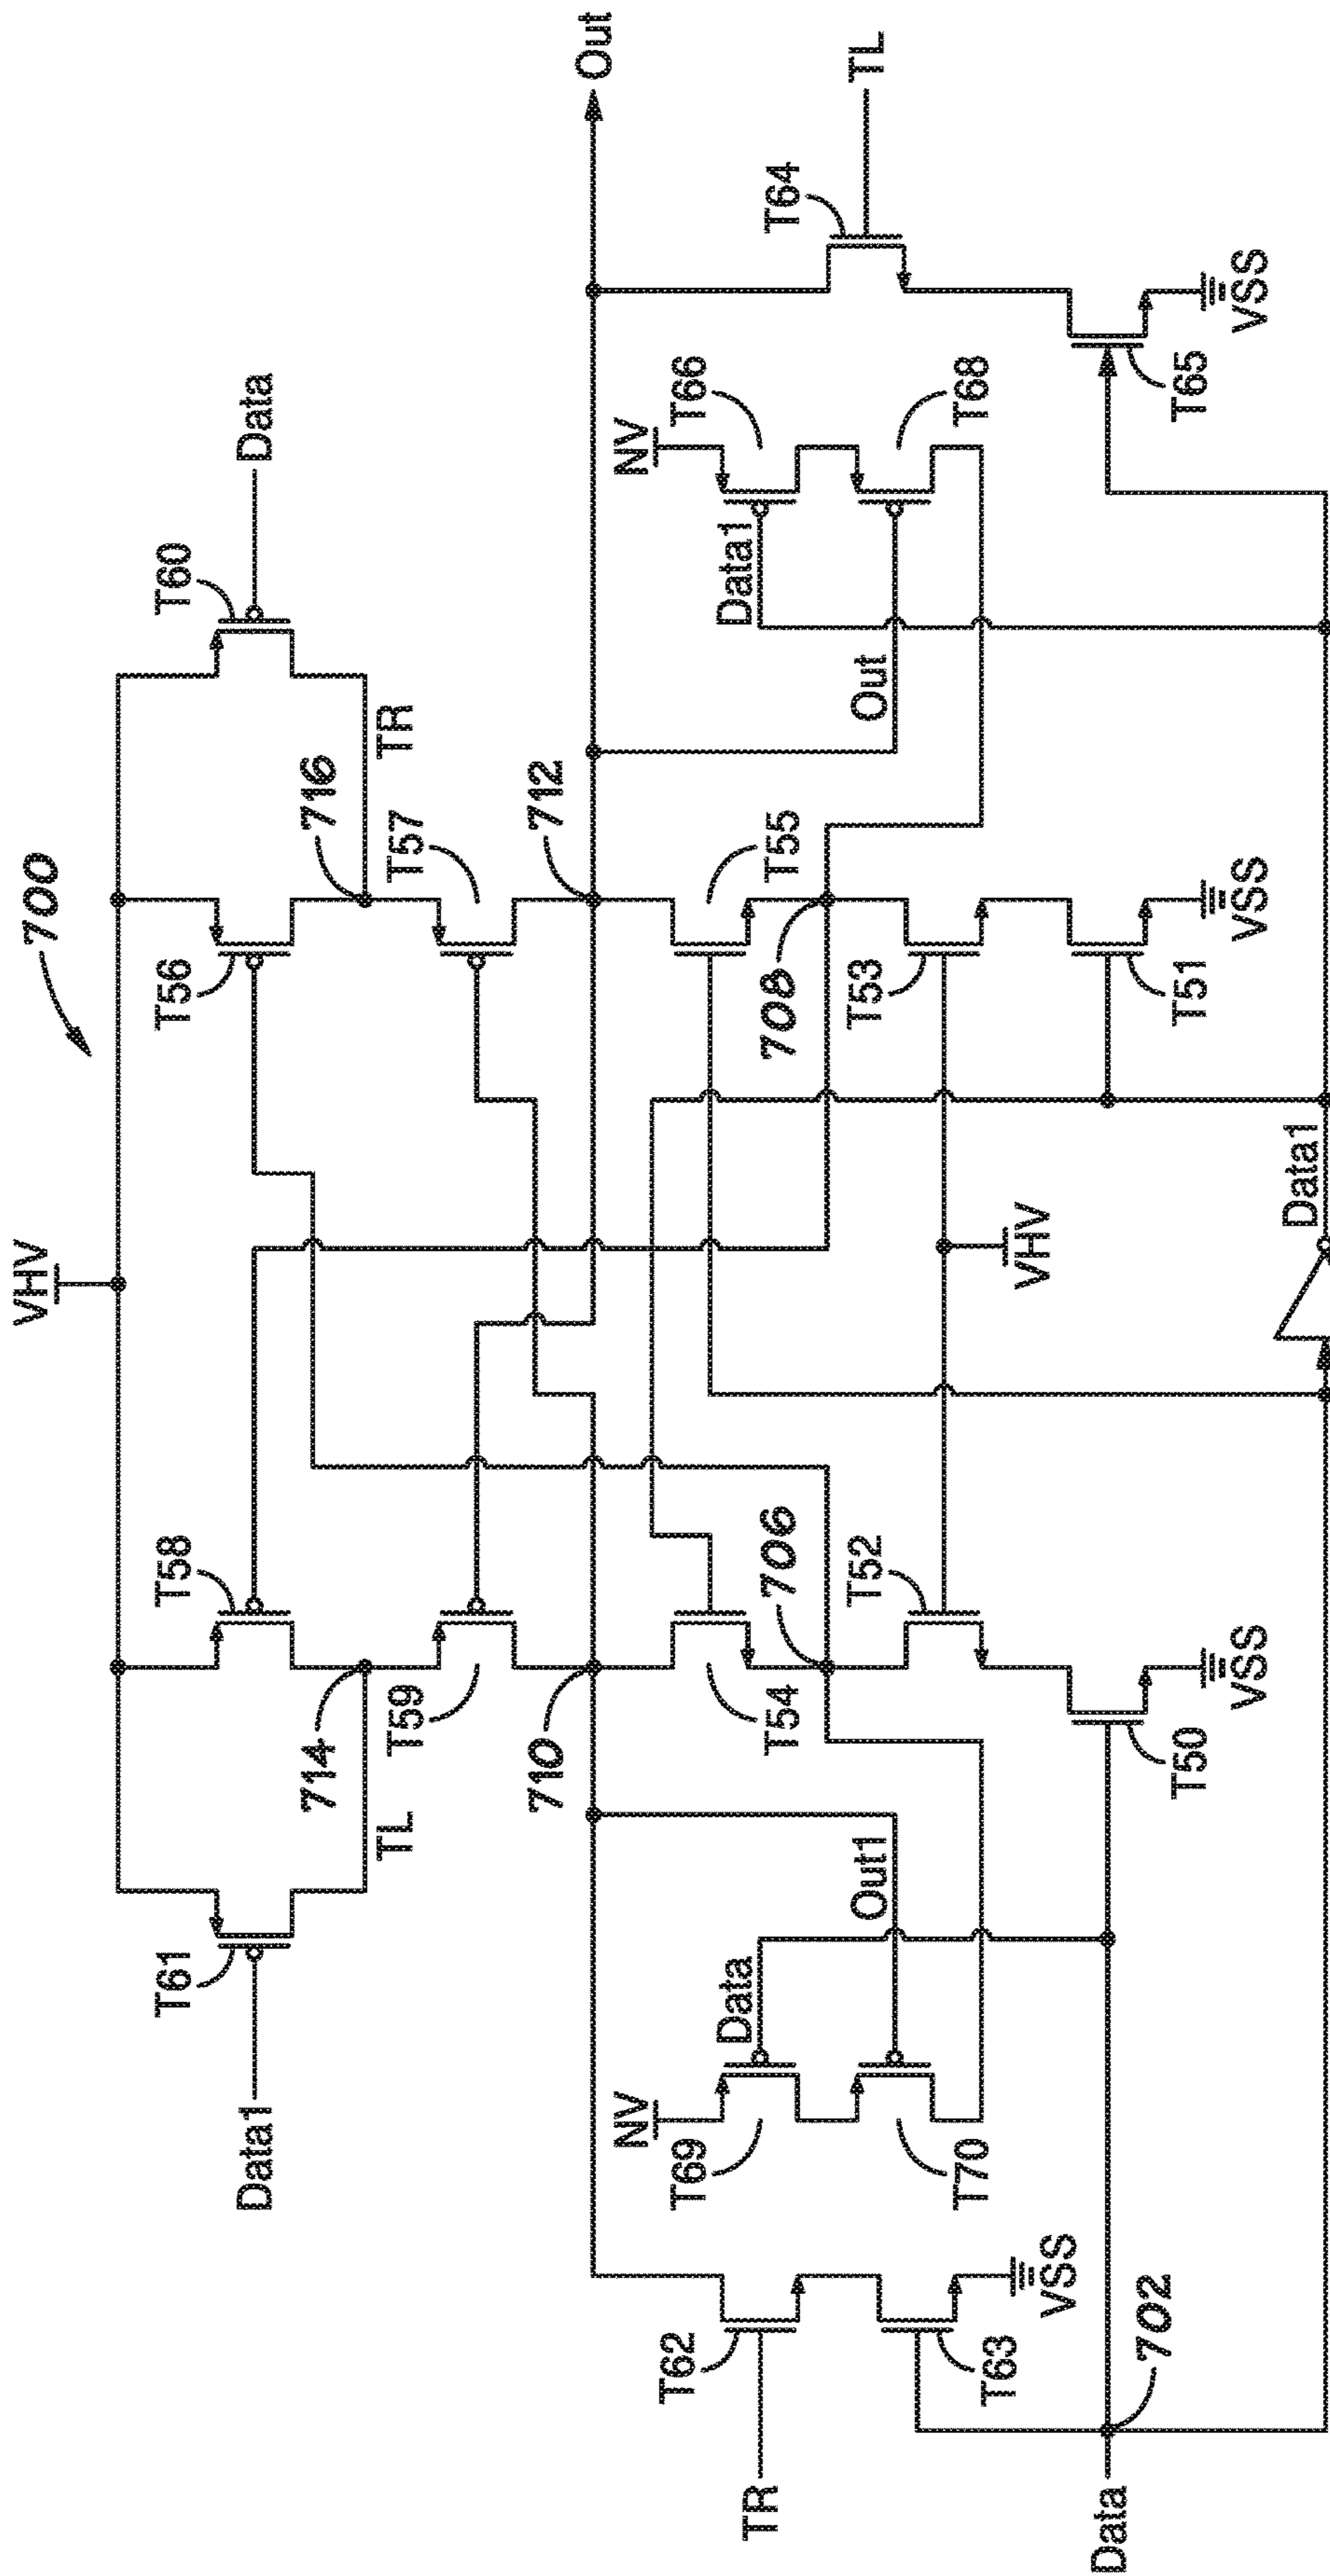 700
VHV
T61
T58
T56
T60
Data1
Data
714
716
TL
TR
T59
T57
710
712
Out
TR
T62
T63
VSS
NV
T69
T70
Data
Out1
T54
T55
706
708
T52
T53
VHV
T50
T51
VSS
VSS
NV
T66
T68
Data1
Out
T64
TL
T65
VSS
Data
702
Data1